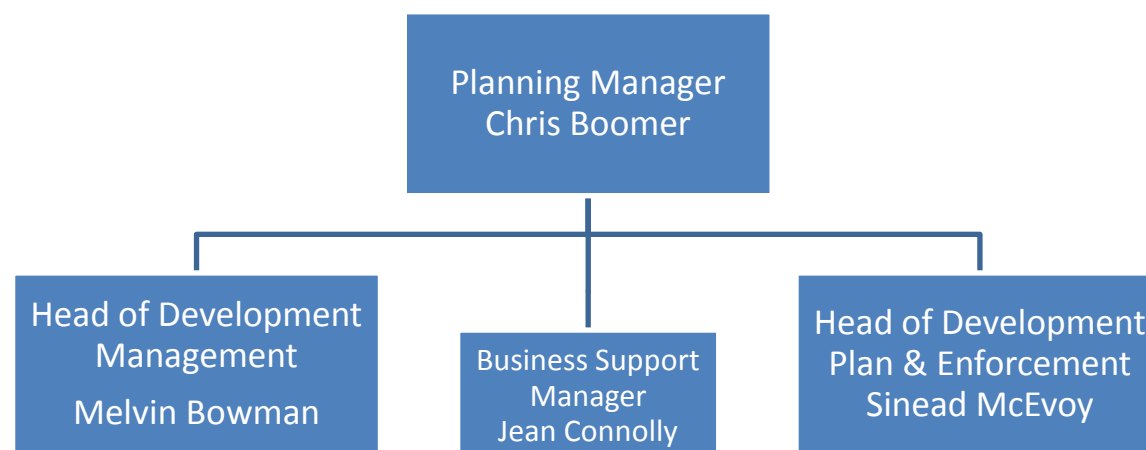 Planning Manager
Chris Boomer
Head of Development
Management
Melvin Bowman
Business Support
Manager
Jean Connolly
Head of Development
Plan & Enforcement
Sinead McEvoy